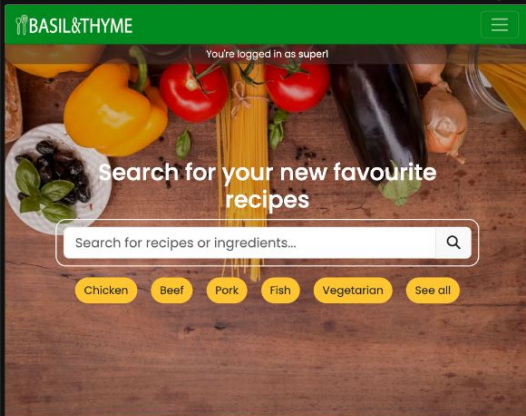 BASIL&THYME
You're logged in as super1
Search for your new favourite
recipes
Search for recipes or ingredients...
Chicken Beef Pork Fish Vegetarian See all